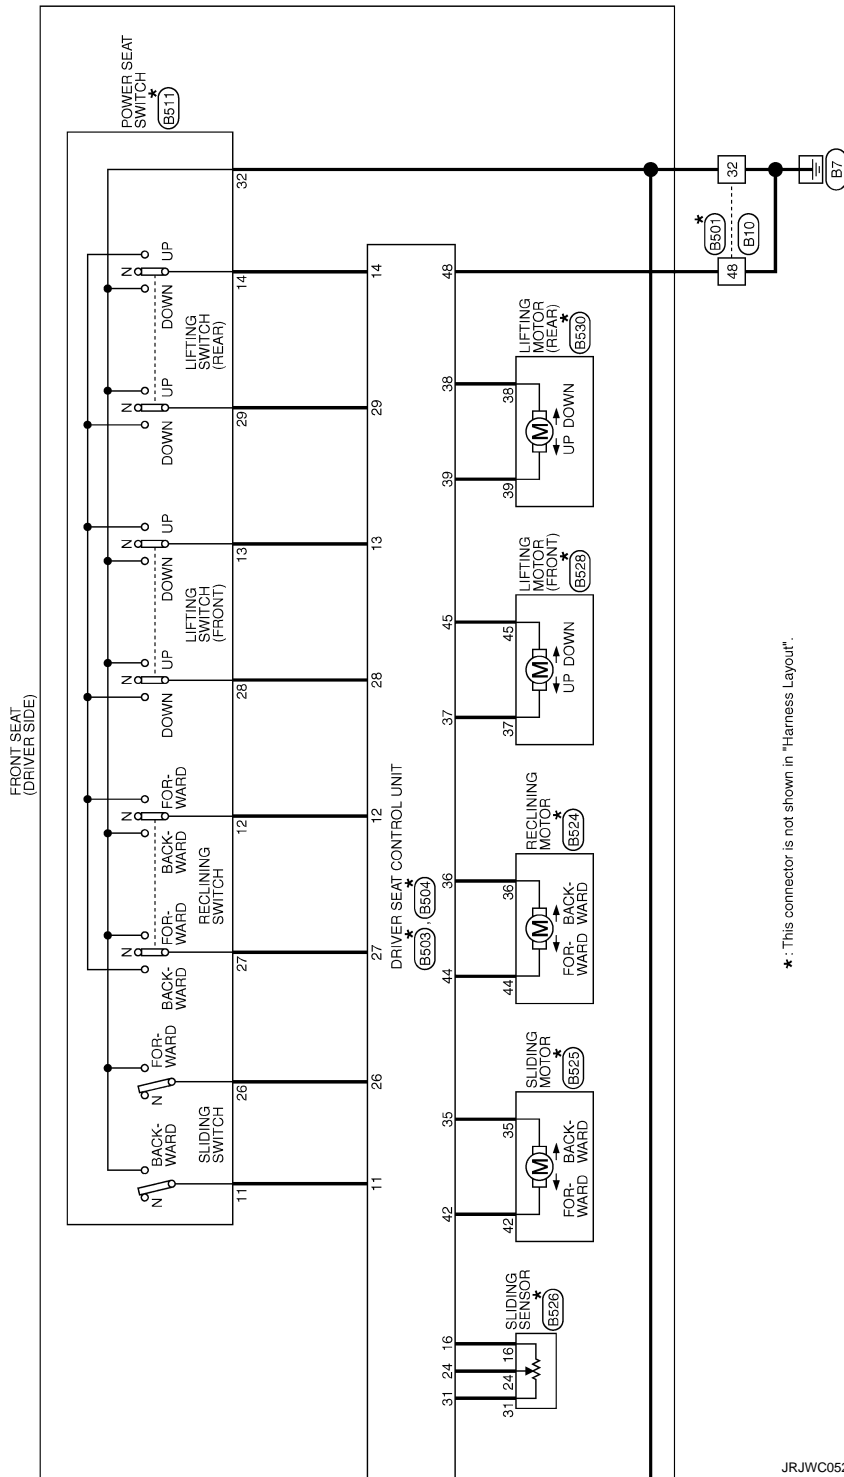 FRONT SEAT
(DRIVER SIDE)
SLIDING
SWITCH
BACK-
WARD
N
11
FOR-
WARD
N
26
RECLINING
SWITCH
BACK-
WARD
N
FOR-
WARD
27
BACK-
WARD
N
FOR-
WARD
12
LIFTING
SWITCH
(FRONT)
DOWN
N
UP
28
DOWN
N
UP
13
LIFTING
SWITCH
(REAR)
DOWN
N
UP
29
DOWN
N
UP
14
32
POWER SEAT
SWITCH
*
B511
11
26
27
12
28
13
29
14
DRIVER SEAT CONTROL UNIT
* *
B503 , B504
31
24
16
42
35
44
36
37
45
39
38
48
SLIDING
SENSOR
*
B526
31
24
16
SLIDING
MOTOR
*
B525
42
35
M
FOR-
WARD
BACK-
WARD
RECLINING
MOTOR
*
B524
44
36
M
FOR-
WARD
BACK-
WARD
LIFTING
MOTOR
(FRONT)
*
B528
37
45
M
UP DOWN
LIFTING
MOTOR
(REAR)
*
B530
39
38
M
UP DOWN
*
B501
B10
48
32
B7
* : This connector is not shown in "Harness Layout".